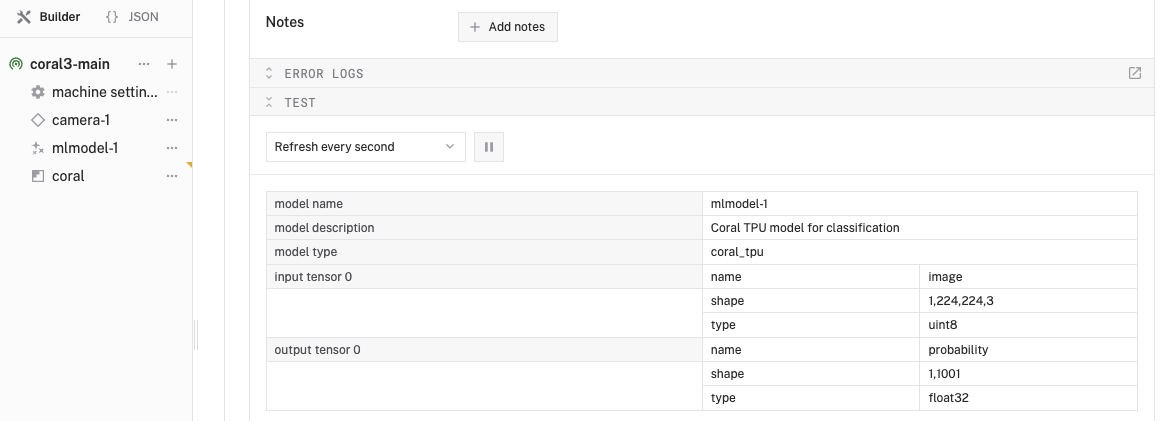 Builder {} JSON
coral3-main
machine settin...
camera-1
mlmodel-1
coral
Notes
Add notes
ERROR LOGS
TEST
Refresh every second
model name mlmodel-1
model description Coral TPU model for classification
model type coral_tpu
input tensor 0 name image
shape 1,224,224,3
type uint8
output tensor 0 name probability
shape 1,1001
type float32